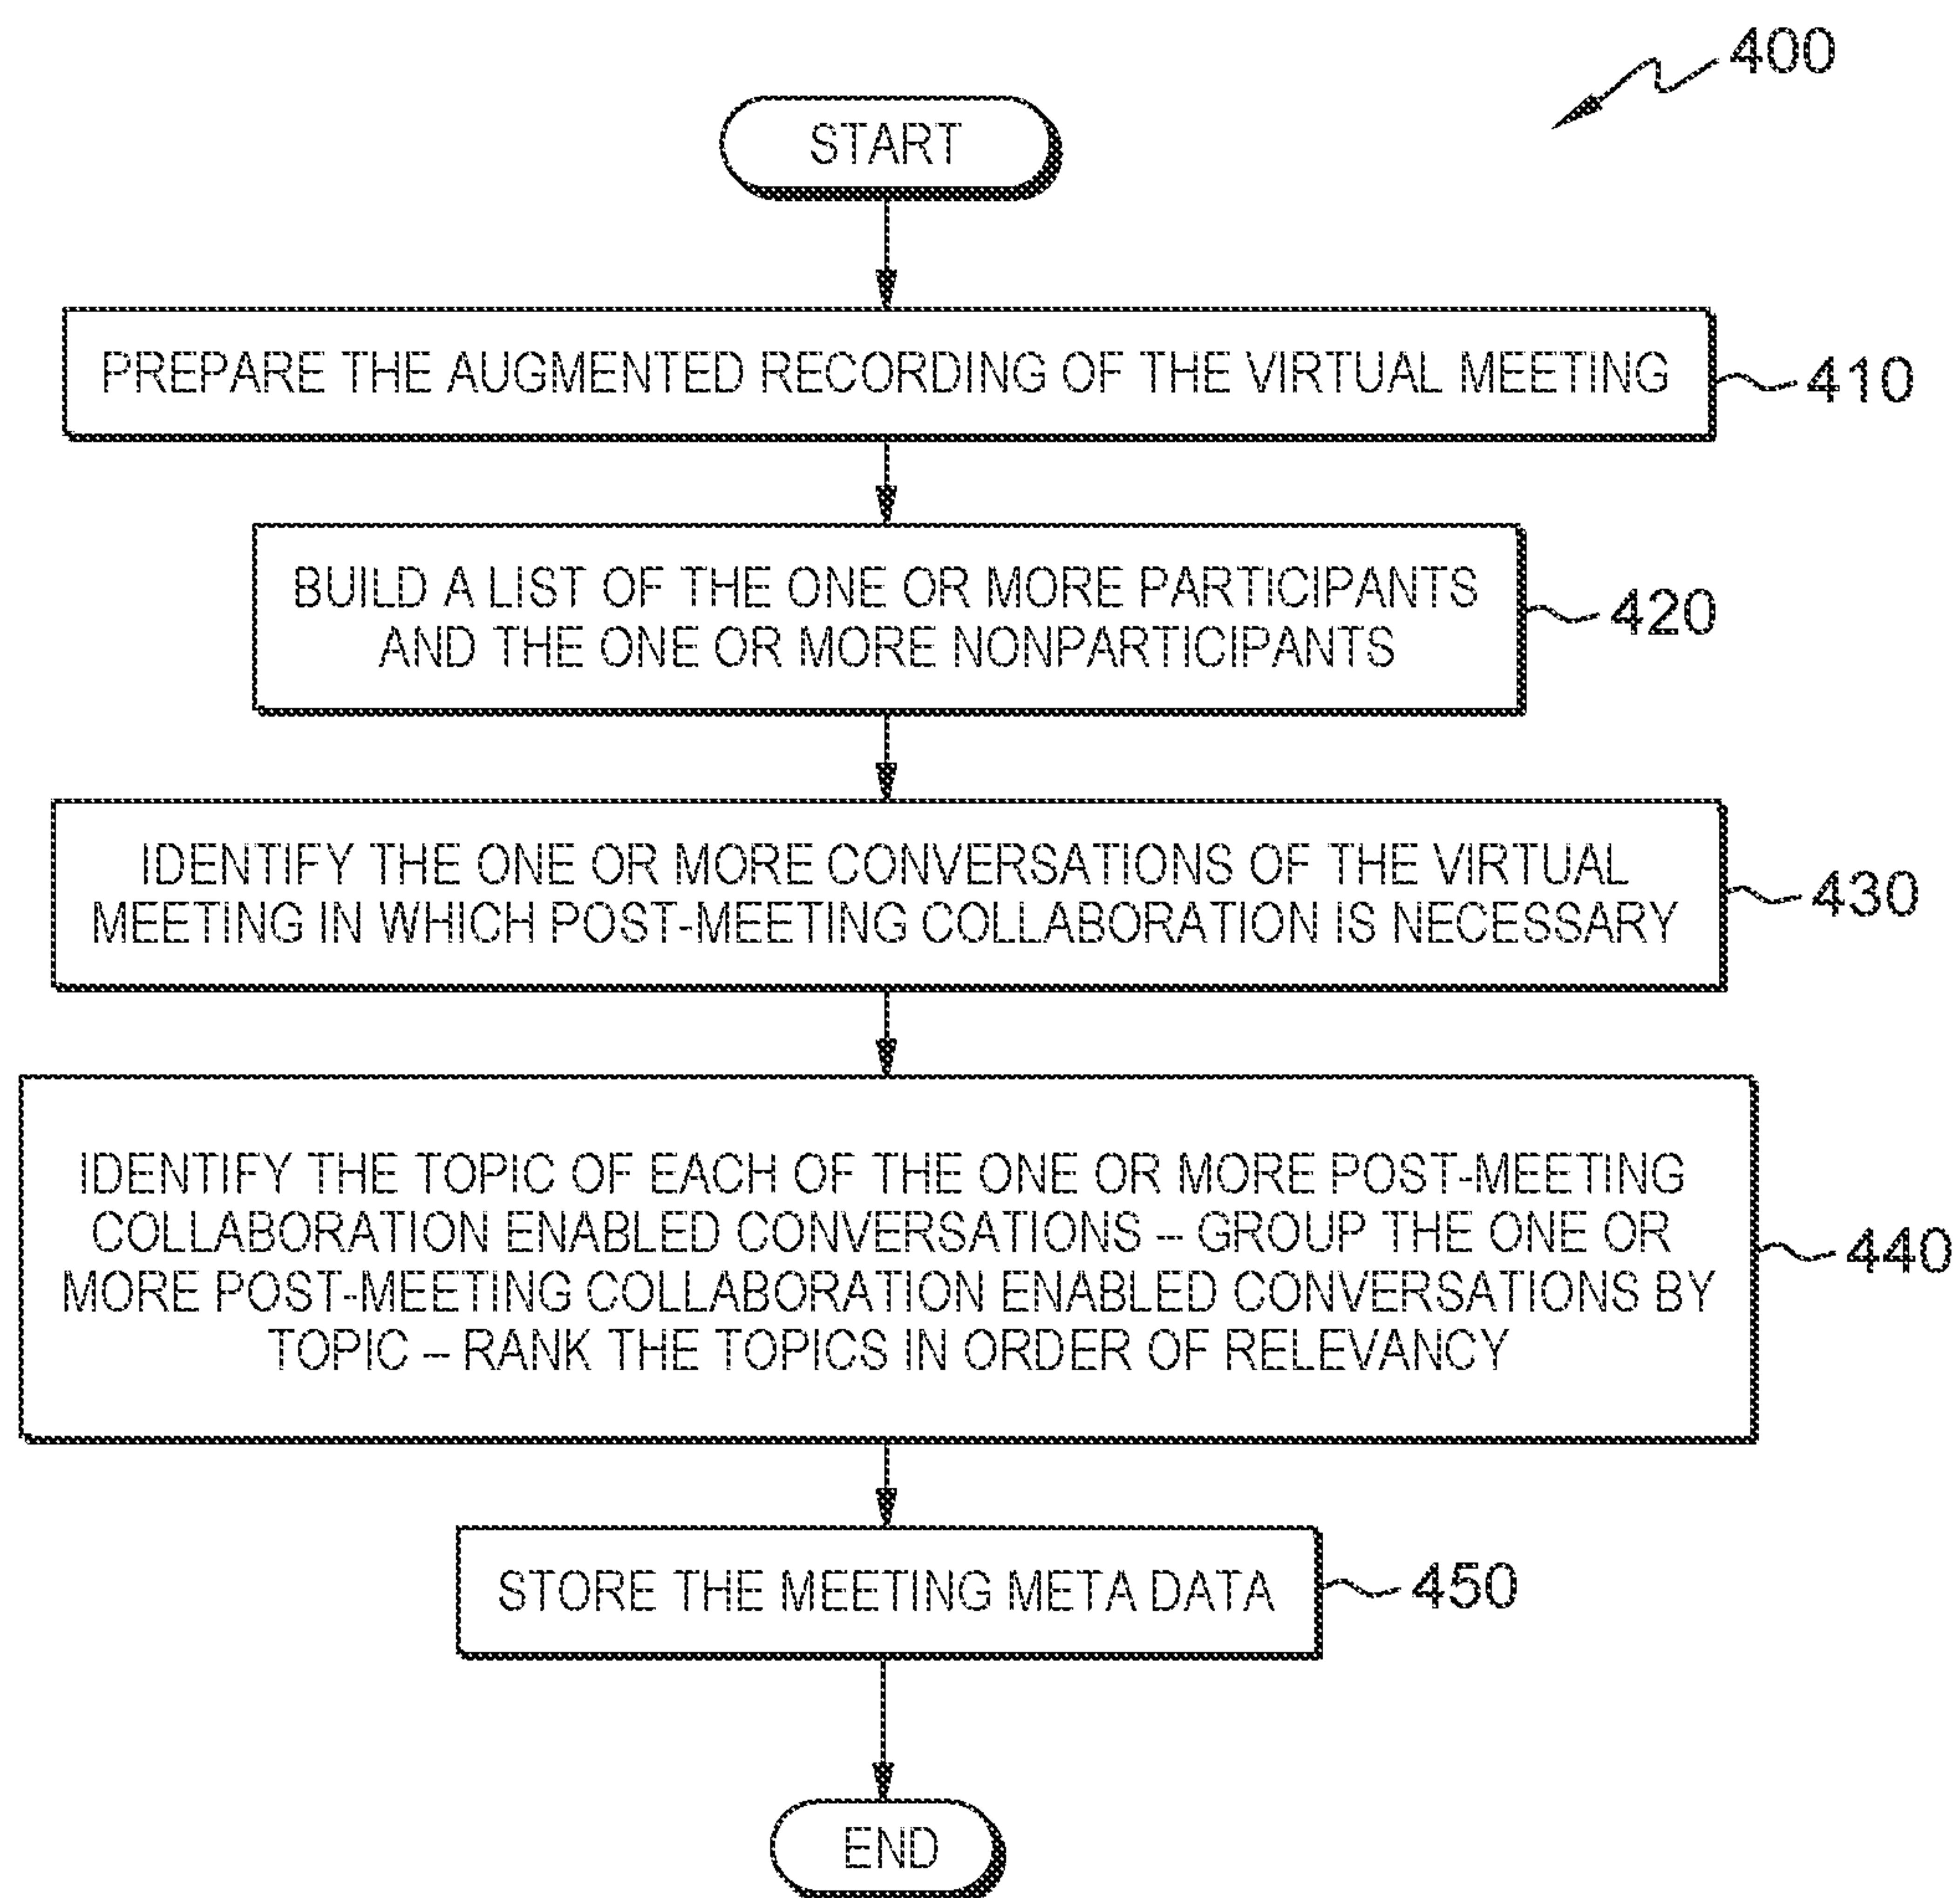 400
START
PREPARE THE AUGMENTED RECORDING OF THE VIRTUAL MEETING
410
BUILD A LIST OF THE ONE OR MORE PARTICIPANTS
AND THE ONE OR MORE NONPARTICIPANTS
420
IDENTIFY THE ONE OR MORE CONVERSATIONS OF THE VIRTUAL
MEETING IN WHICH POST-MEETING COLLABORATION IS NECESSARY
430
IDENTIFY THE TOPIC OF EACH OF THE ONE OR MORE POST-MEETING
COLLABORATION ENABLED CONVERSATIONS -- GROUP THE ONE OR
MORE POST-MEETING COLLABORATION ENABLED CONVERSATIONS BY
TOPIC -- RANK THE TOPICS IN ORDER OF RELEVANCY
440
STORE THE MEETING META DATA
450
END